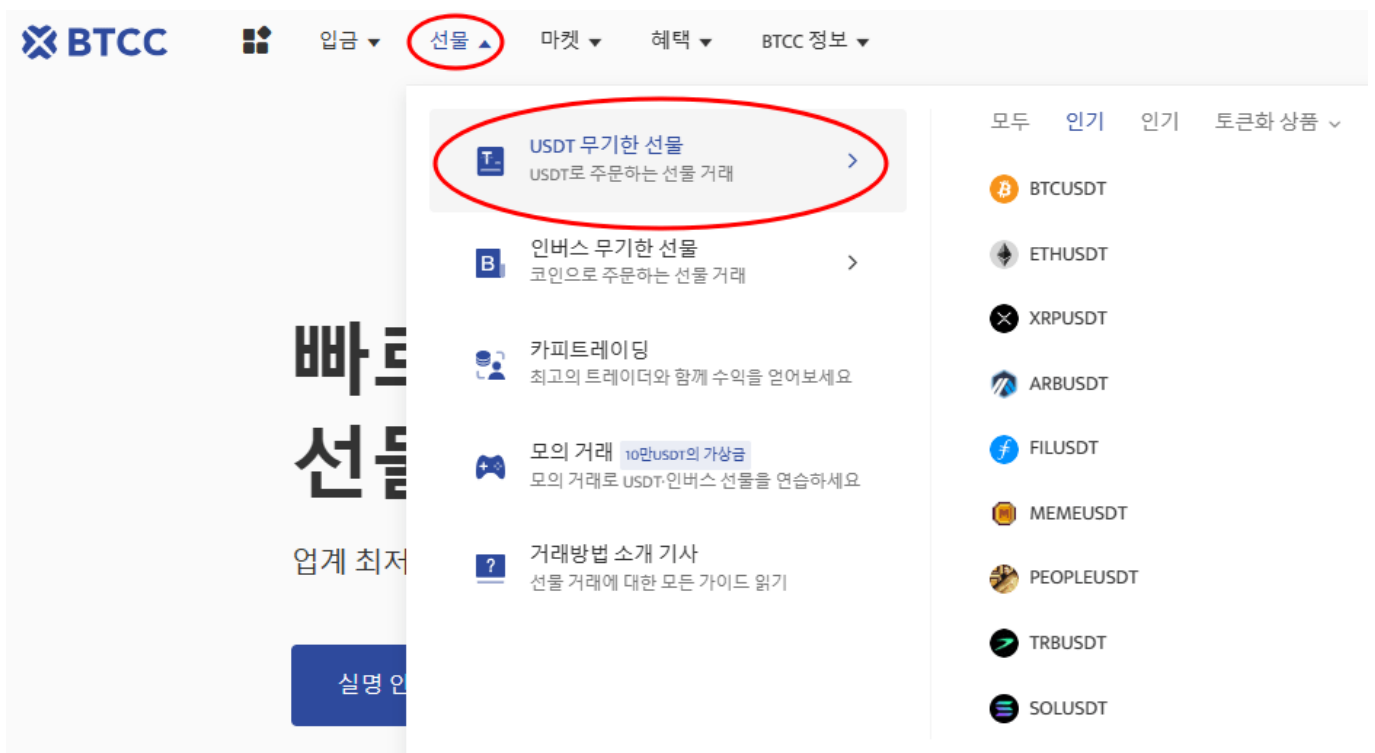 BTCC
입금 ▼
선물 ▲
마켓 ▼
혜택 ▼
BTCC 정보 ▼
USDT 무기한 선물
USDT로 주문하는 선물 거래
인버스 무기한 선물
코인으로 주문하는 선물 거래
카피트레이딩
최고의 트레이더와 함께 수익을 얻어보세요
모의 거래 10만USDT의 가상금
모의 거래로 USDT·인버스 선물을 연습하세요
거래방법 소개 기사
선물 거래에 대한 모든 가이드 읽기
모두 인기 인기 토큰화 상품
BTCUSDT
ETHUSDT
XRPUSDT
ARBUSDT
FILUSDT
MEMEUSDT
PEOPLEUSDT
TRBUSDT
SOLUSDT
업계 최저
실명